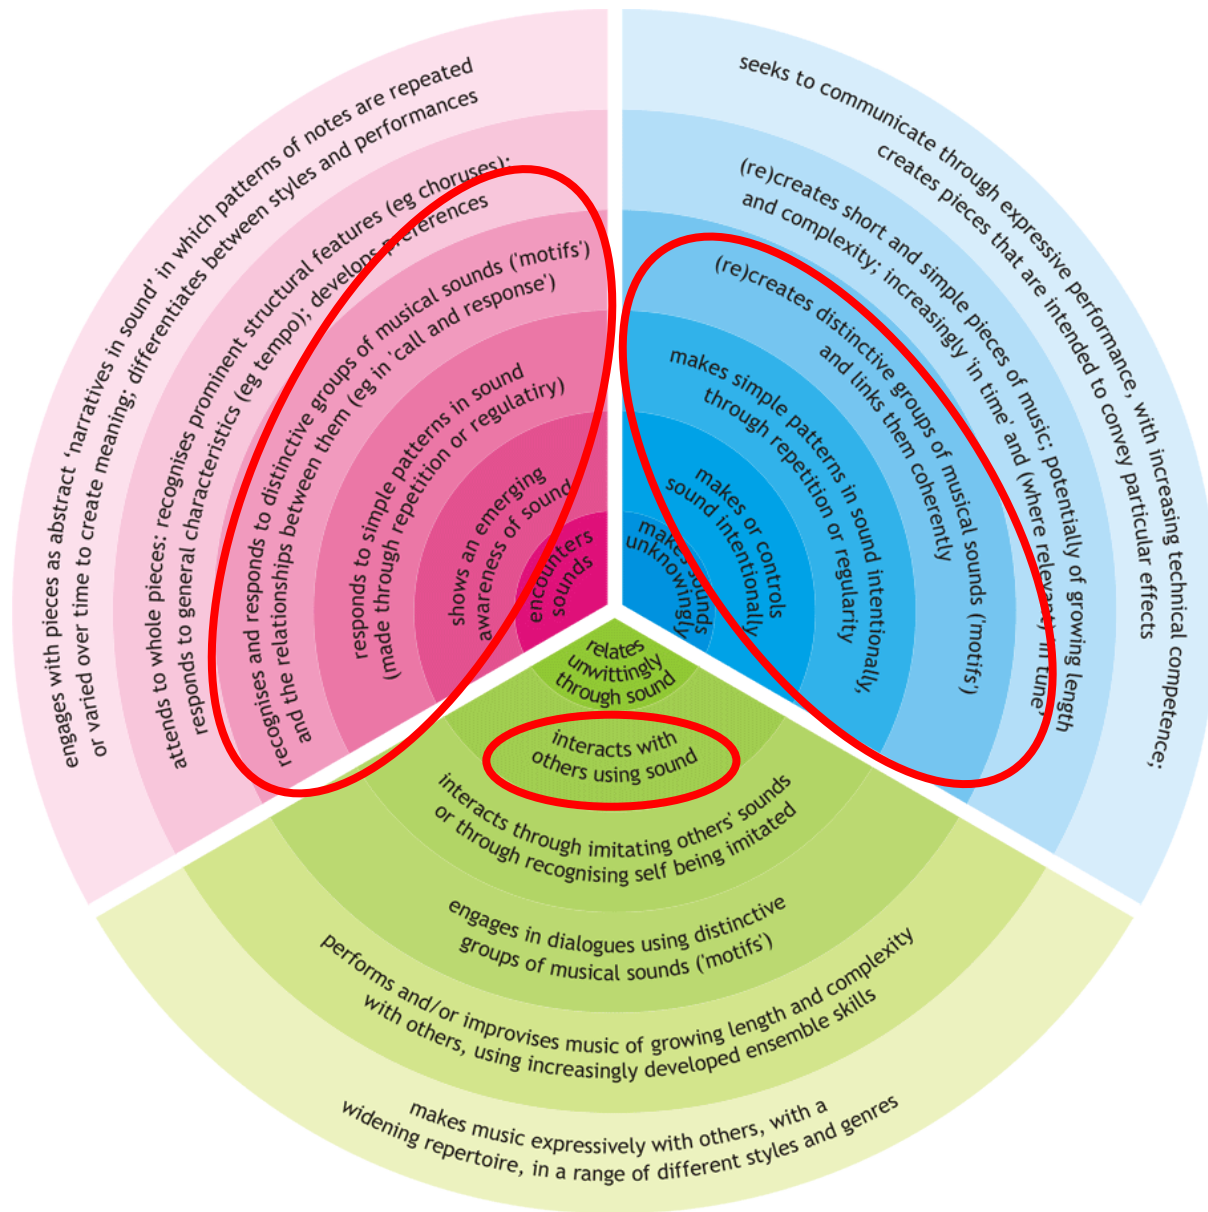 engages with pieces as abstract ‘narratives in sound’ in which patterns of notes are repeated
or varied over time to create meaning; differentiates between styles and performances
attends to whole pieces: recognises prominent structural features (eg choruses);
responds to general characteristics (eg tempo); develops preferences
recognises and responds to distinctive groups of musical sounds ('motifs')
and the relationships between them (eg in 'call and response')
responds to simple patterns in sound
(made through repetition or regulatiry)
shows an emerging
awareness of sound
encounters
sounds
seeks to communicate through expressive performance, with increasing technical competence;
creates pieces that are intended to convey particular effects
(re)creates short and simple pieces of music; potentially of growing length
and complexity; increasingly 'in time' and (where relevant) 'in tune'
(re)creates distinctive groups of musical sounds ('motifs')
and links them coherently
makes simple patterns in sound intentionally,
through repetition or regularity
makes or controls
sound intentionally
makes sounds
unknowingly
relates
unwittingly
through sound
interacts with
others using sound
interacts through imitating others' sounds
or through recognising self being imitated
engages in dialogues using distinctive
groups of musical sounds ('motifs')
performs and/or improvises music of growing length and complexity
with others, using increasingly developed ensemble skills
makes music expressively with others, with a
widening repertoire, in a range of different styles and genres